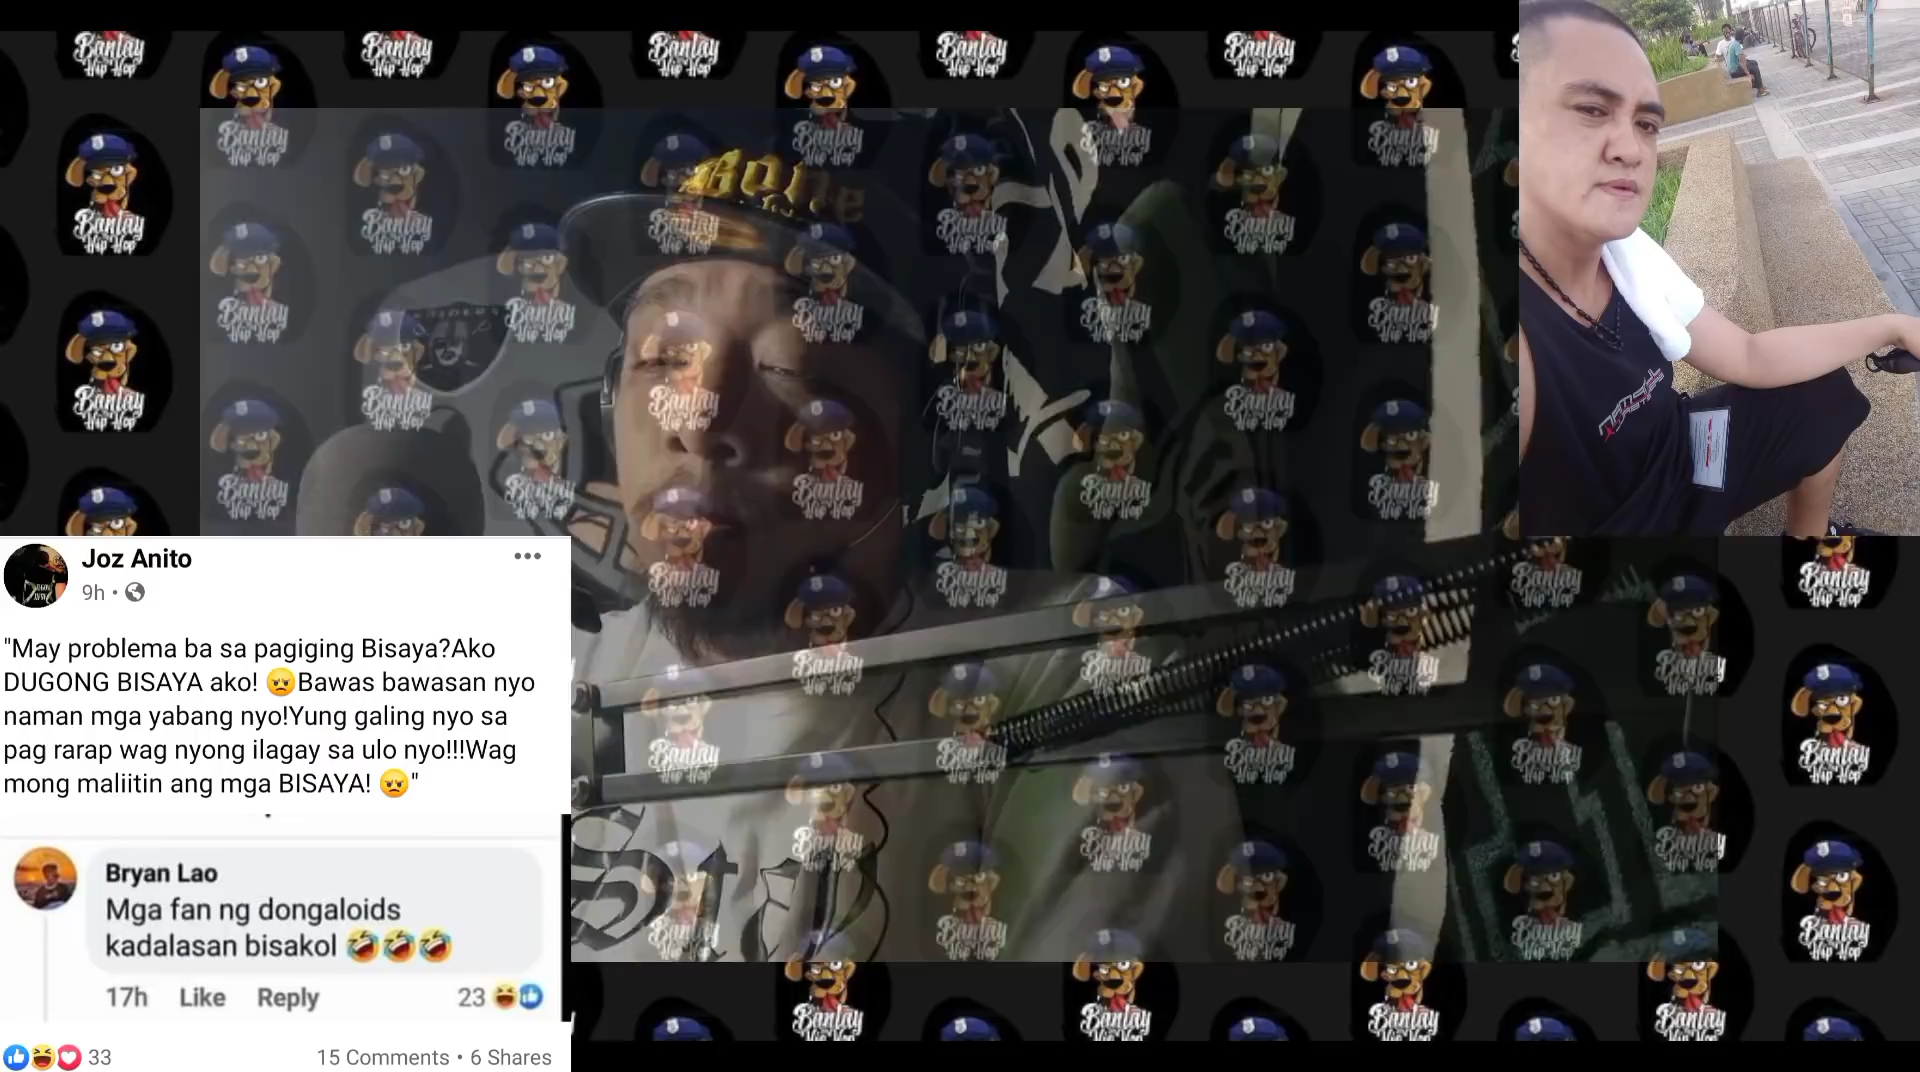 Bantay
Hip Hop
Bone
Joz Anito
9h
"May problema ba sa pagiging Bisaya?Ako
DUGONG BISAYA ako! 😠Bawas bawasan nyo
naman mga yabang nyo!Yung galing nyo sa
pag rarap wag nyong ilagay sa ulo nyo!!!Wag
mong maliitin ang mga BISAYA! 😠"
Bryan Lao
Mga fan ng dongaloids
kadalasan bisakol 🤣🤣🤣
17h Like Reply 23
33 15 Comments • 6 Shares